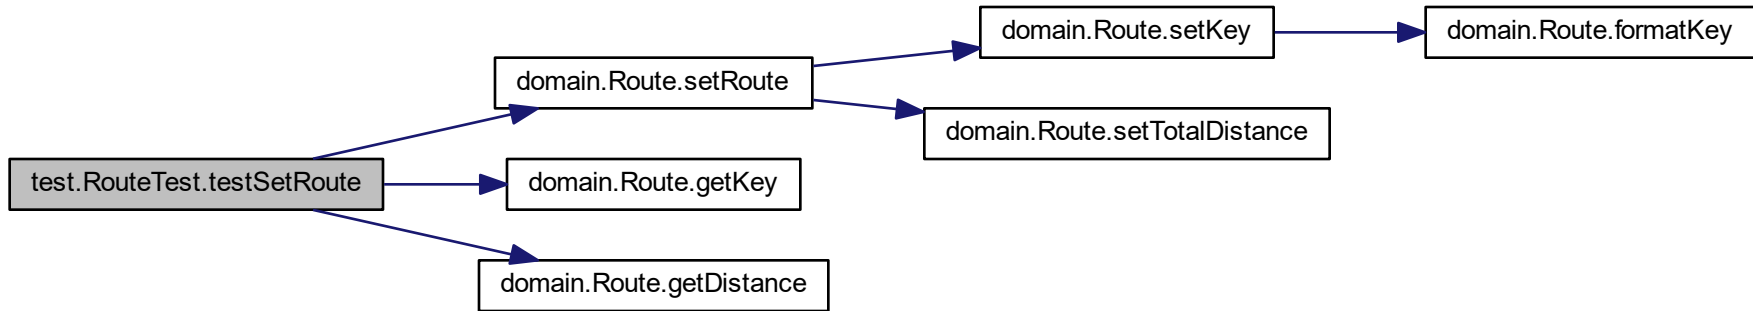 domain.Route.setKey
domain.Route.formatKey
domain.Route.setRoute
domain.Route.setTotalDistance
test.RouteTest.testSetRoute
domain.Route.getKey
domain.Route.getDistance